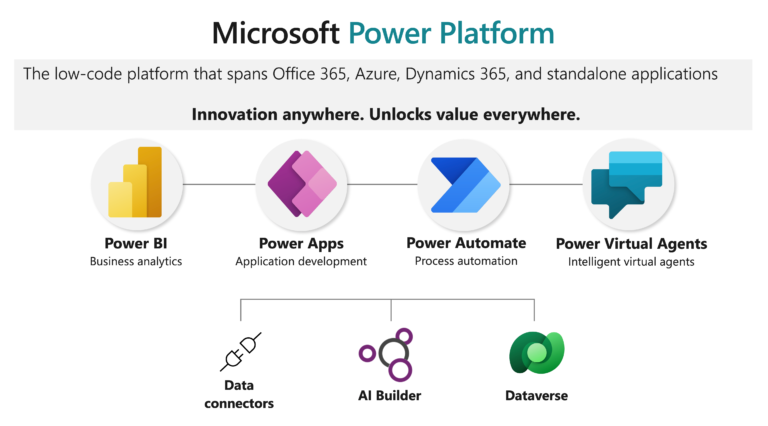 Microsoft Power Platform
The low-code platform that spans Office 365, Azure, Dynamics 365, and standalone applications
Innovation anywhere. Unlocks value everywhere.
Power BI
Business analytics
Power Apps
Application development
Power Automate
Process automation
Power Virtual Agents
Intelligent virtual agents
Data
connectors
AI Builder
Dataverse